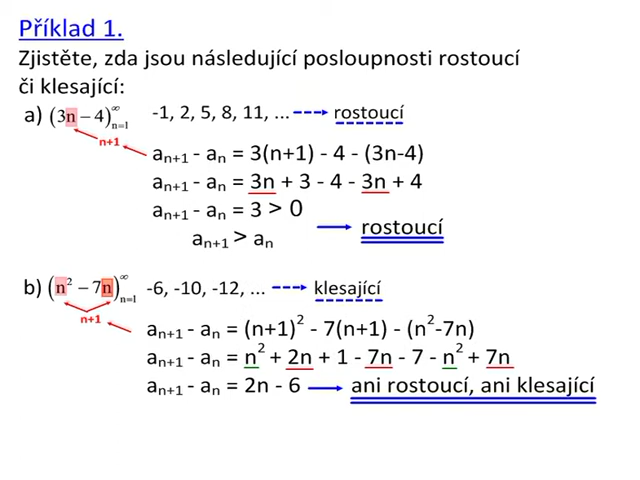 Příklad 1.
Zjistěte, zda jsou následující posloupnosti rostoucí
či klesající:
a) (3n – 4)∞n=1 -1, 2, 5, 8, 11, ... rostoucí
n+1
an+1 - an = 3(n+1) - 4 - (3n-4)
an+1 - an = 3n + 3 - 4 - 3n + 4
an+1 - an = 3 > 0
rostoucí
an+1 > an
b) (n² – 7n)∞n=1 -6, -10, -12, ... klesající
n+1
an+1 - an = (n+1)² - 7(n+1) - (n²-7n)
an+1 - an = n² + 2n + 1 - 7n - 7 - n² + 7n
an+1 - an = 2n - 6 ani rostoucí, ani klesající